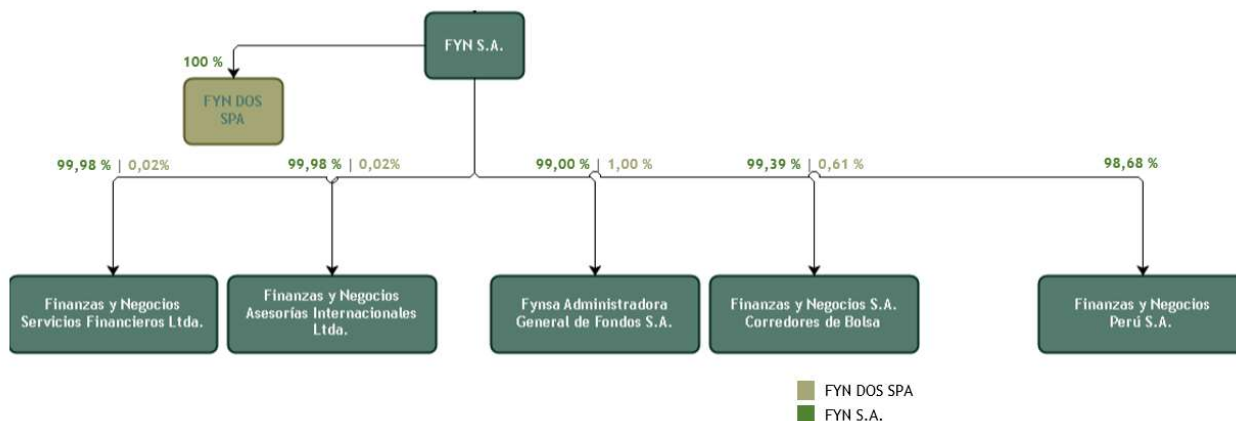 FYN S.A.
100 %
FYN DOS
SPA
99,98 % | 0,02%
99,98 % | 0,02%
99,00 % | 1,00 %
99,39 % | 0,61 %
98,68 %
Finanzas y Negocios
Servicios Financieros Ltda.
Finanzas y Negocios
Asesorías Internacionales
Ltda.
Fynsa Administradora
General de Fondos S.A.
Finanzas y Negocios S.A.
Corredores de Bolsa
Finanzas y Negocios
Perú S.A.
FYN DOS SPA
FYN S.A.